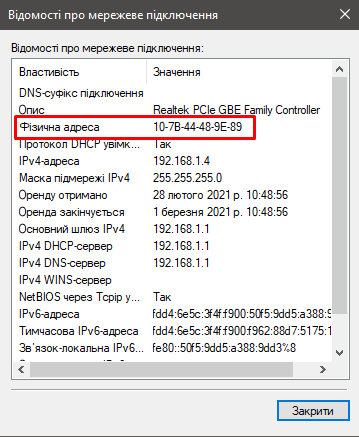 Відомості про мережеве підключення
Відомості про мережеве підключення:
Властивість Значення
DNS-суфікс підключення
Опис Realtek PCIe GBE Family Controller
Фізична адреса 10-7B-44-48-9E-89
Протокол DHCP увімк... Так
IPv4-адреса 192.168.1.4
Маска підмережі IPv4 255.255.255.0
Оренду отримано 28 лютого 2021 р. 10:48:56
Оренда закінчується 1 березня 2021 р. 10:48:56
Основний шлюз IPv4 192.168.1.1
IPv4 DHCP-сервер 192.168.1.1
IPv4 DNS-сервер 192.168.1.1
IPv4 WINS-сервер
NetBIOS через Tcpip у... Так
IPv6-адреса fdd4:6e5c:3f4f:f900:50f5:9dd5:a388:9
Тимчасова IPv6-адреса fdd4:6e5c:3f4f:f900:f962:88d7:5175:1
Зв'язок-локальна IPv6... fe80::50f5:9dd5:a388:9dd3%8
Закрити